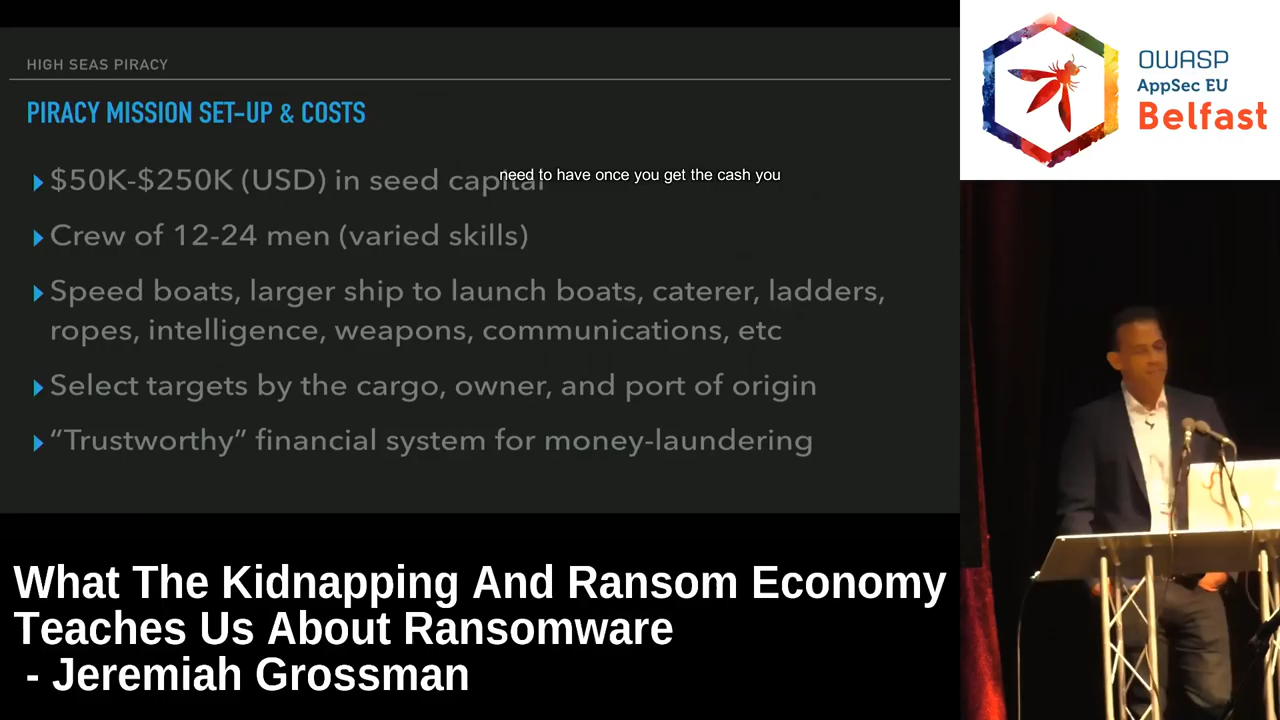 HIGH SEAS PIRACY
PIRACY MISSION SET-UP & COSTS
$50K-$250K (USD) in seed capital
need to have once you get the cash you
Crew of 12-24 men (varied skills)
Speed boats, larger ship to launch boats, caterer, ladders,
ropes, intelligence, weapons, communications, etc
Select targets by the cargo, owner, and port of origin
“Trustworthy” financial system for money-laundering
OWASP
AppSec EU
Belfast
What The Kidnapping And Ransom Economy
Teaches Us About Ransomware
- Jeremiah Grossman